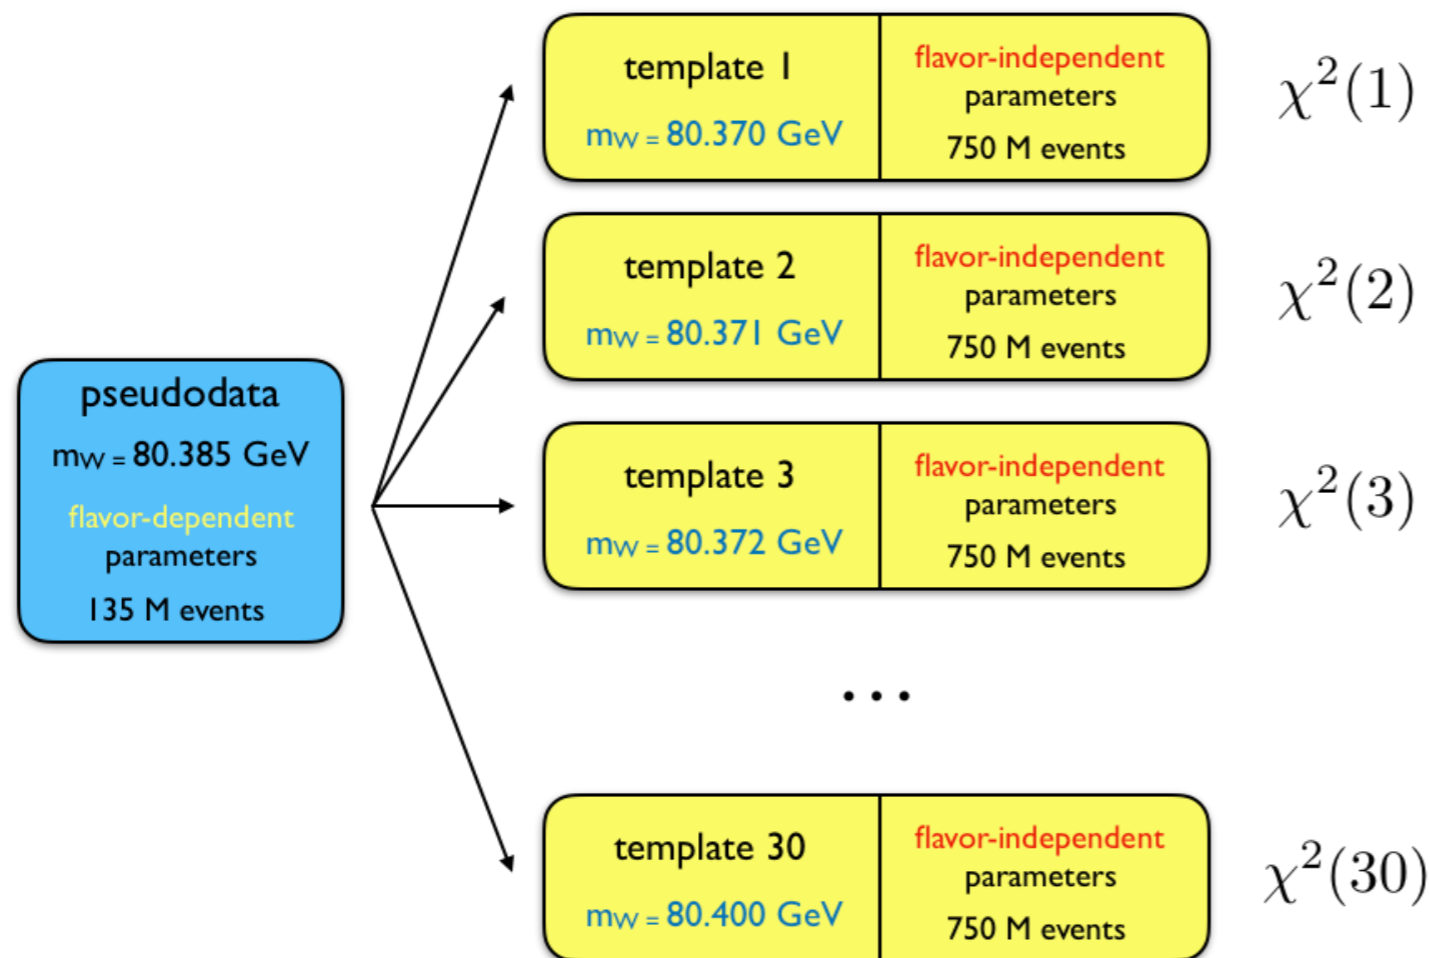 pseudodata
mW = 80.385 GeV
flavor-dependent
parameters
135 M events
template 1
mW = 80.370 GeV
flavor-independent
parameters
750 M events
χ²(1)
template 2
mW = 80.371 GeV
flavor-independent
parameters
750 M events
χ²(2)
template 3
mW = 80.372 GeV
flavor-independent
parameters
750 M events
χ²(3)
...
template 30
mW = 80.400 GeV
flavor-independent
parameters
750 M events
χ²(30)